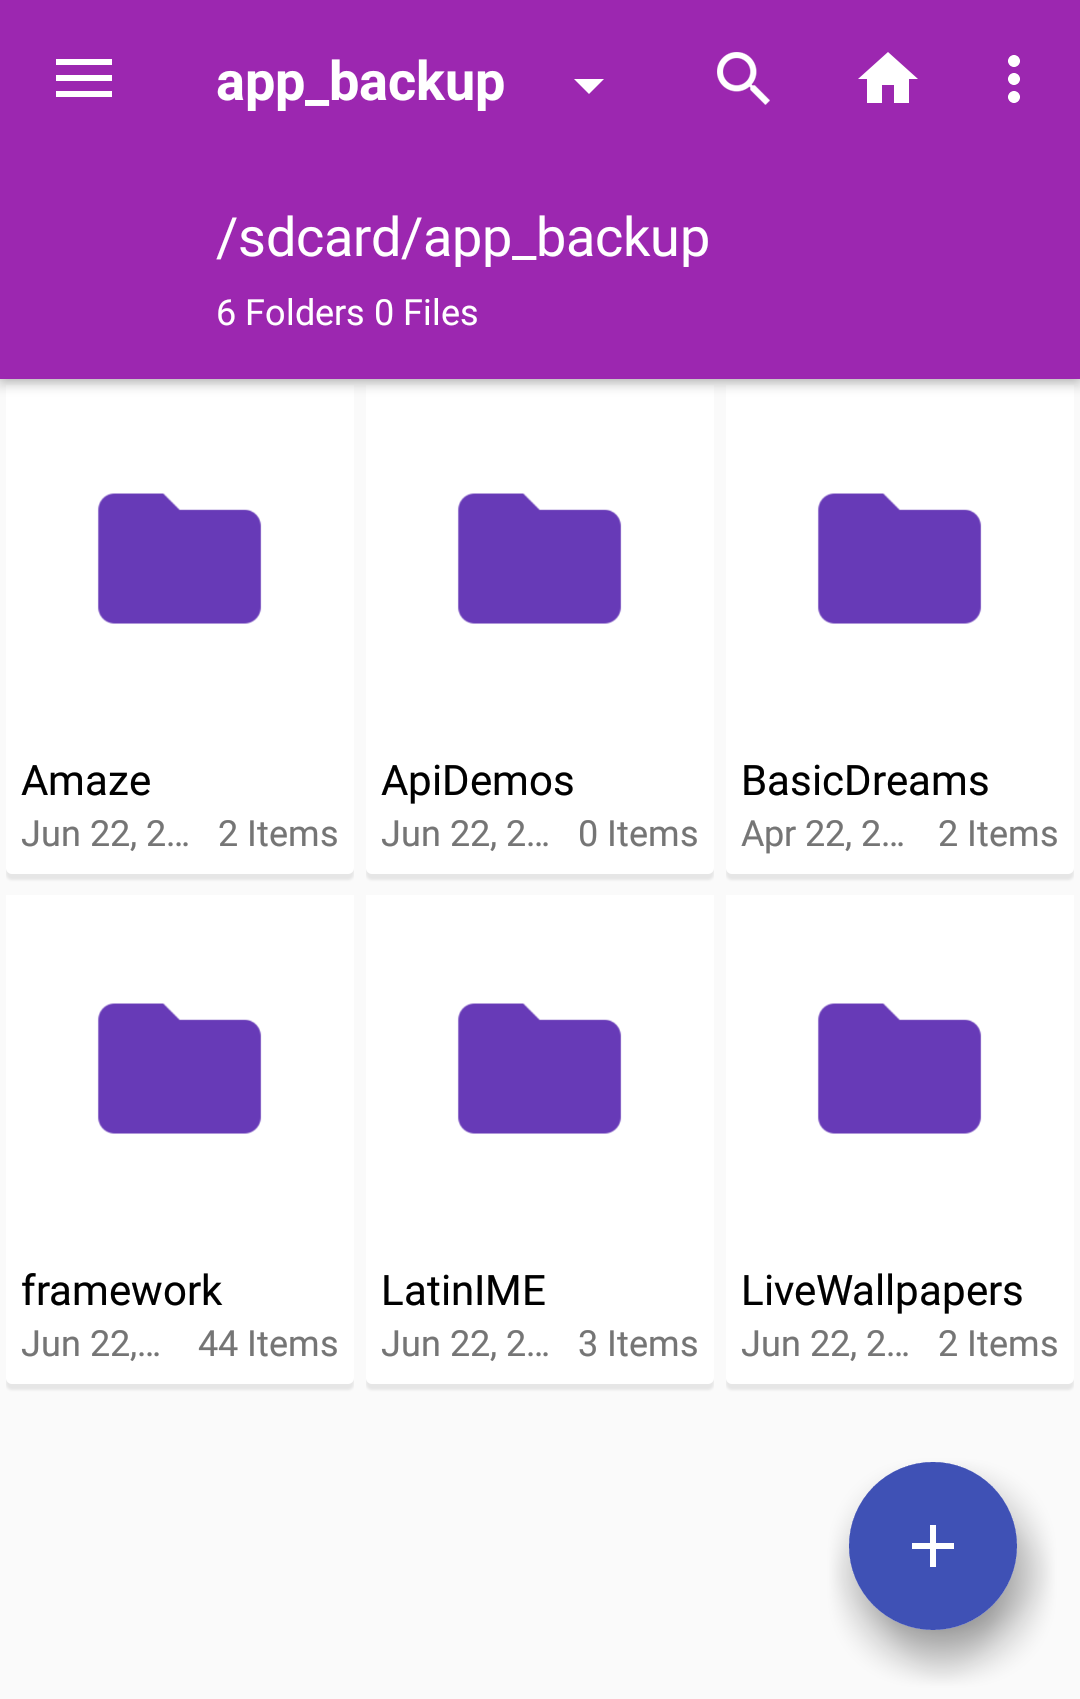 app_backup
/sdcard/app_backup
6 Folders 0 Files
Amaze
Jun 22, 2... 2 Items
ApiDemos
Jun 22, 2... 0 Items
BasicDreams
Apr 22, 2... 2 Items
framework
Jun 22,... 44 Items
LatinIME
Jun 22, 2... 3 Items
LiveWallpapers
Jun 22, 2... 2 Items